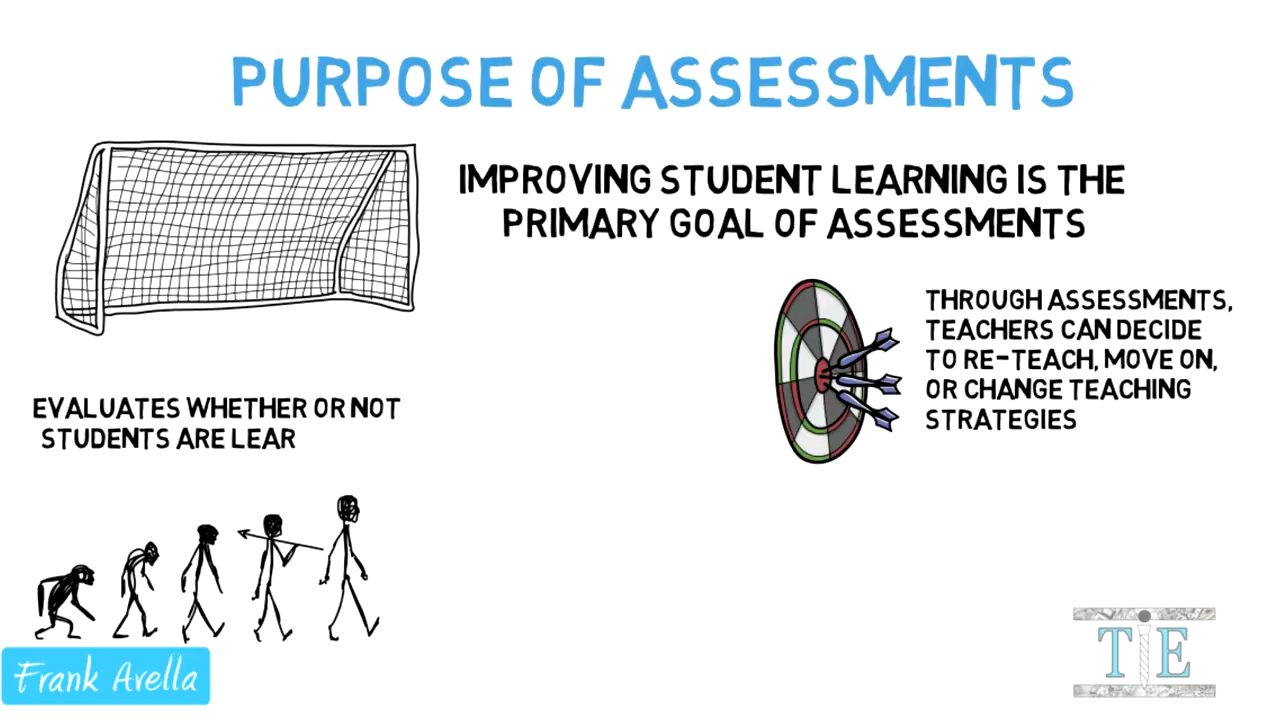 PURPOSE OF ASSESSMENTS
IMPROVING STUDENT LEARNING IS THE
PRIMARY GOAL OF ASSESSMENTS
THROUGH ASSESSMENTS,
TEACHERS CAN DECIDE
TO RE-TEACH, MOVE ON,
OR CHANGE TEACHING
STRATEGIES
EVALUATES WHETHER OR NOT
STUDENTS ARE LEAR
Frank Avella
TIE